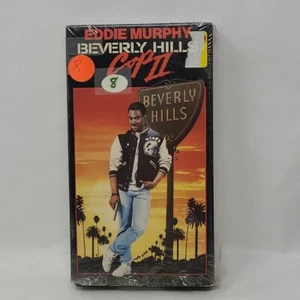 EDDIE MURPHY
BEVERLY HILLS
COP II
R
8
BEVERLY
HILLS